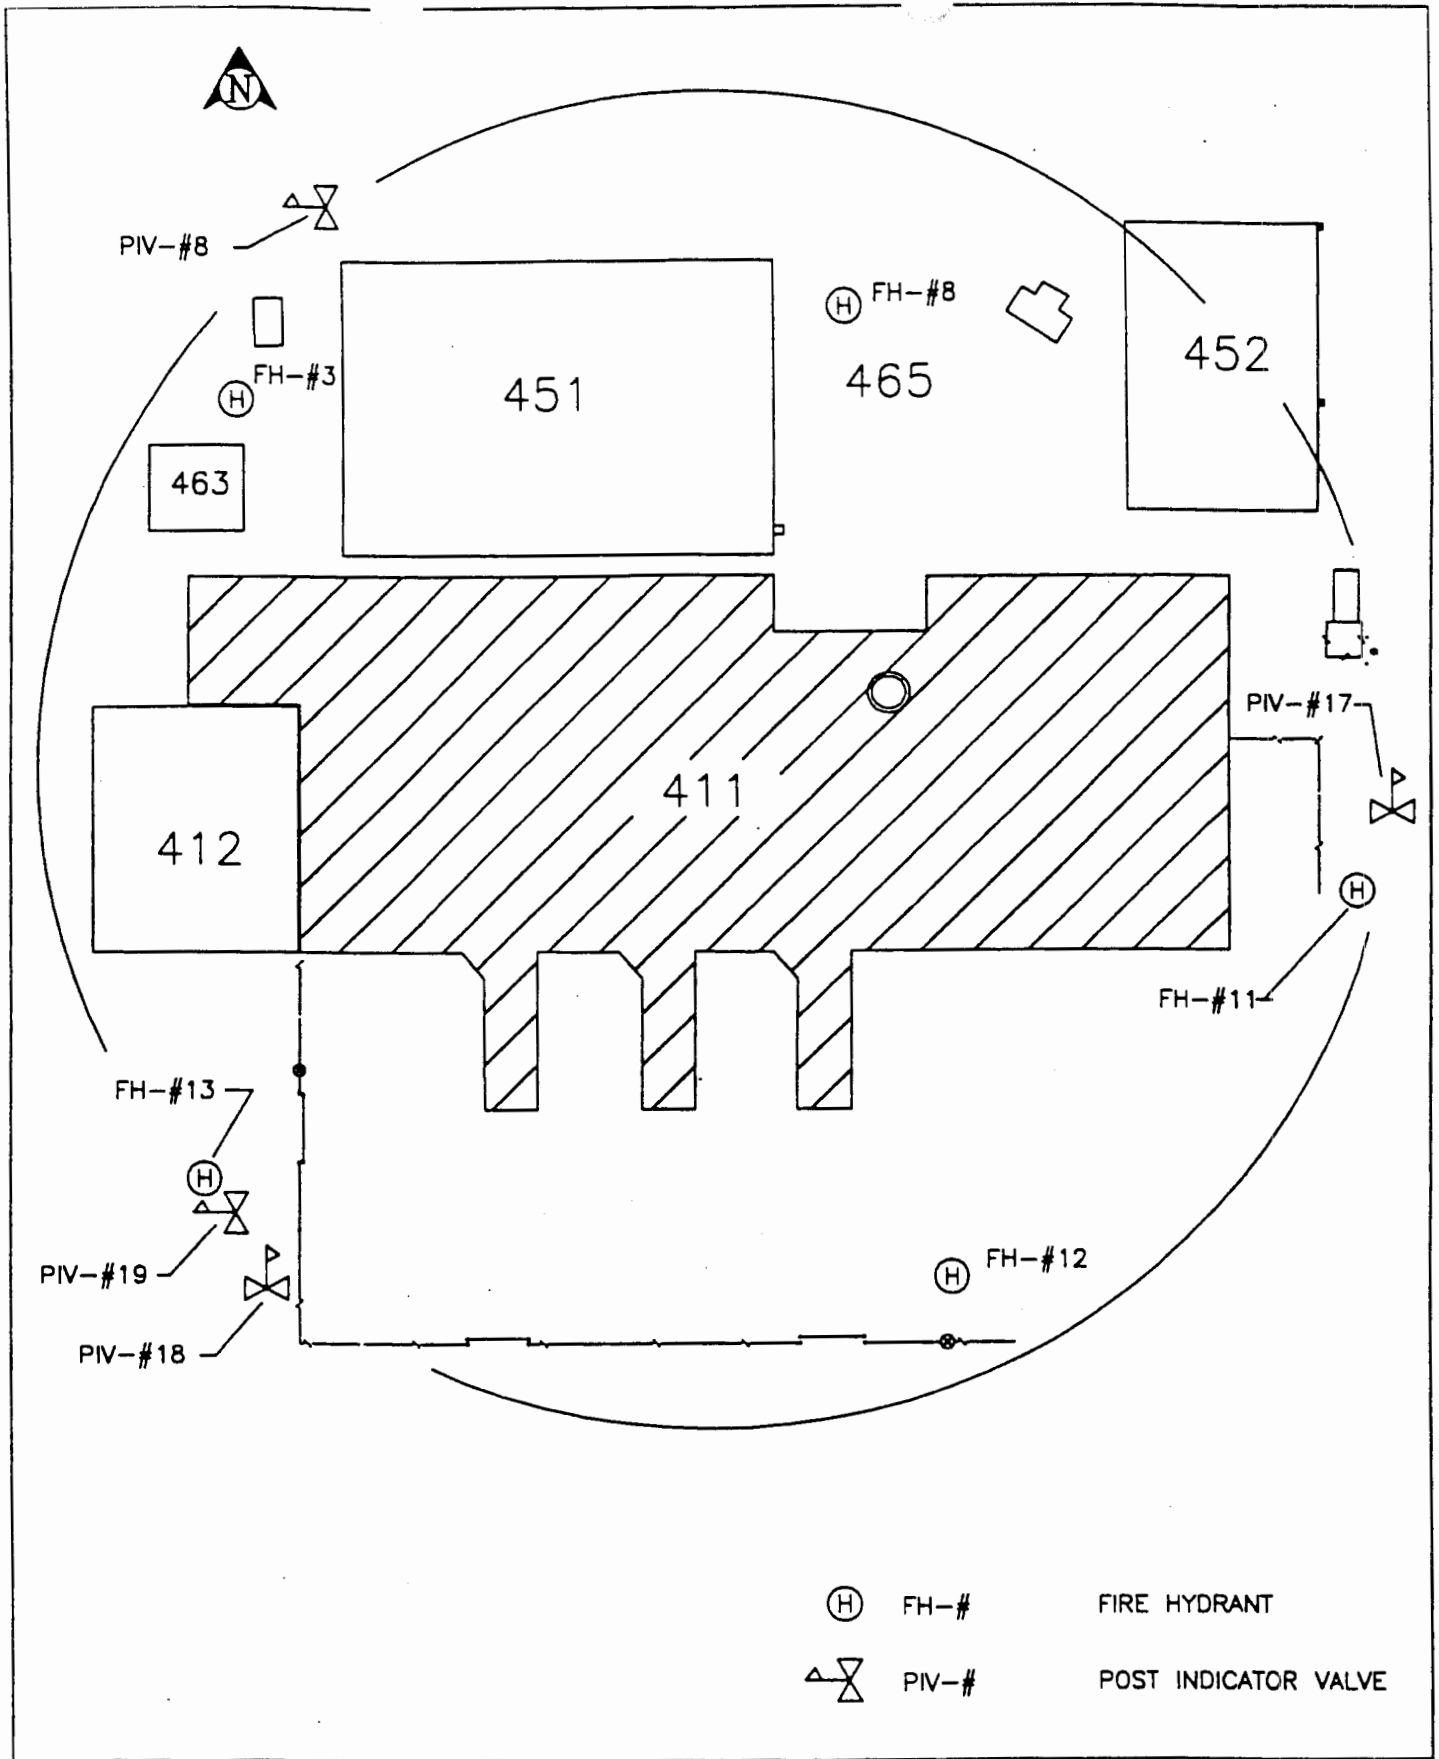 N
PIV-#8
H FH-#8
452
FH-#3
H
451
465
463
PIV-#17
411
412
H
FH-#11
FH-#13
H
FH-#12
H
PIV-#19
PIV-#18
H FH-# FIRE HYDRANT
PIV-# POST INDICATOR VALVE